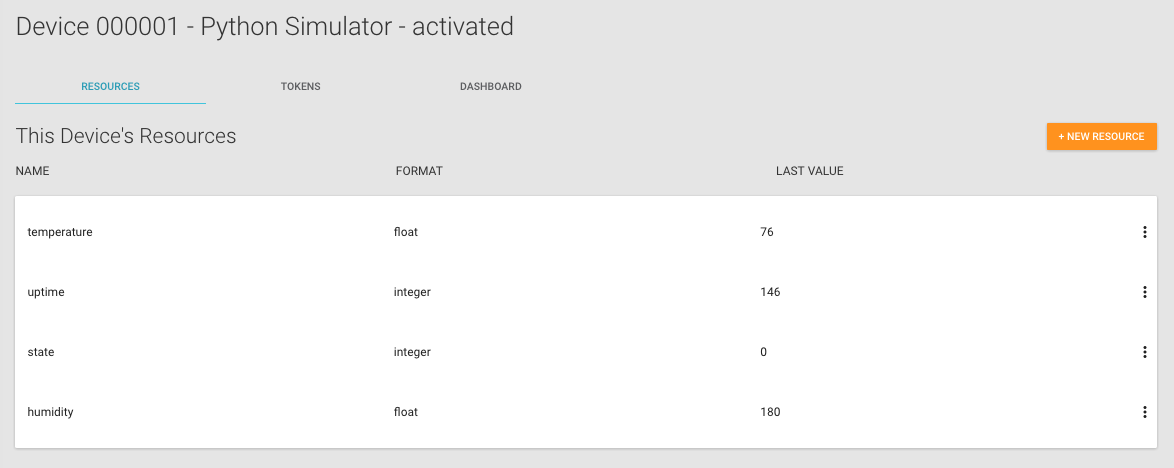 Device 000001 - Python Simulator - activated
RESOURCES TOKENS DASHBOARD
This Device's Resources + NEW RESOURCE
NAME FORMAT LAST VALUE
temperature float 76
uptime integer 146
state integer 0
humidity float 180